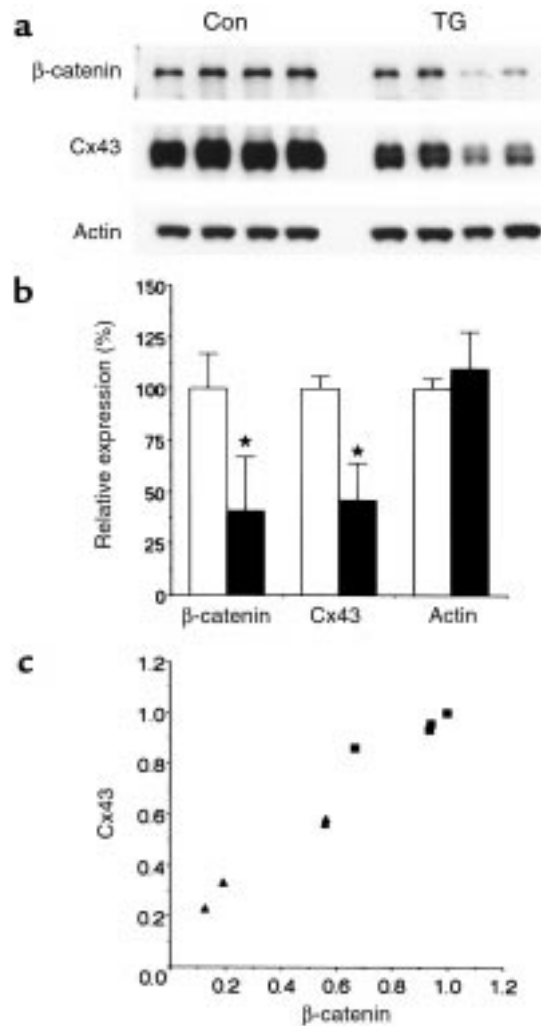 a
Con TG
β-catenin
Cx43
Actin
b
Relative expression (%)
150
125
100
75
50
25
0
★ ★
β-catenin Cx43 Actin
c
Cx43
1.2
1.0
0.8
0.6
0.4
0.2
0.0
0.2 0.4 0.6 0.8 1.0 1.2
β-catenin